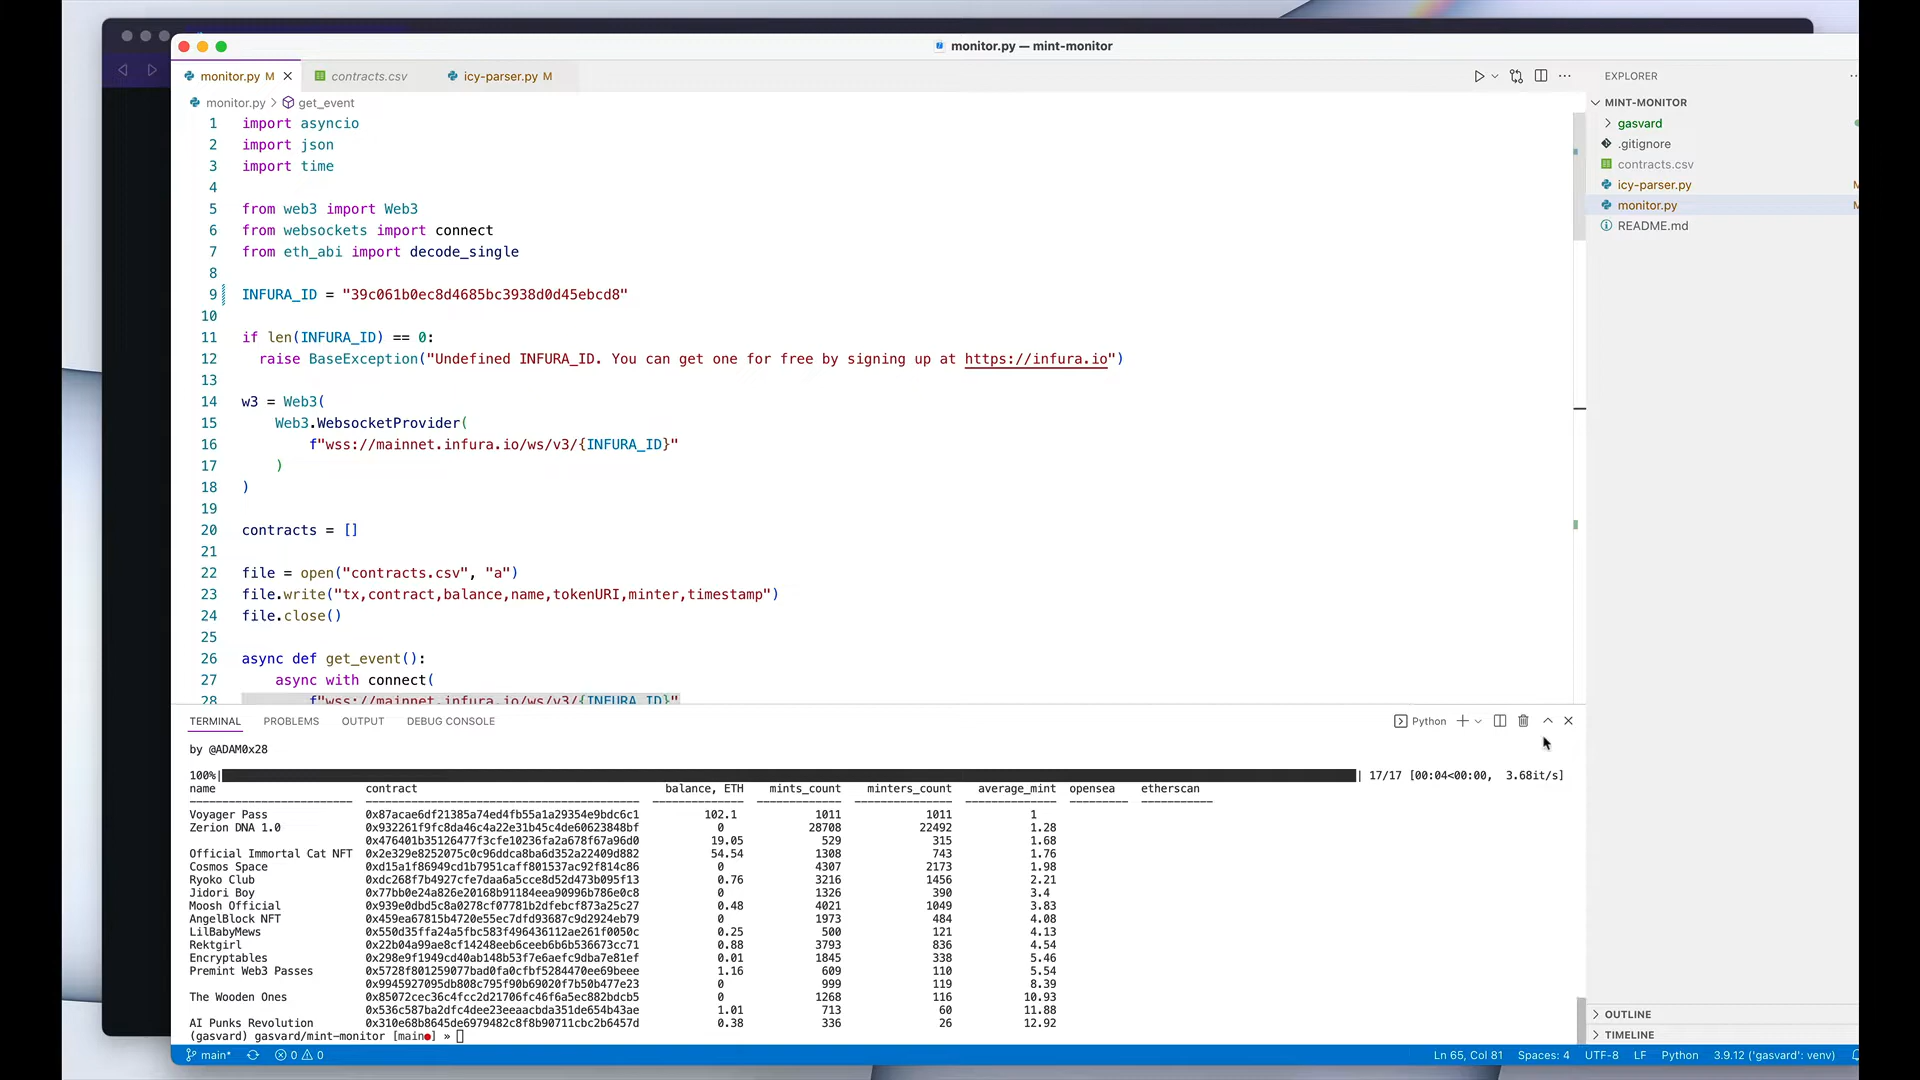 monitor.py — mint-monitor
monitor.py M
contracts.csv
icy-parser.py M
EXPLORER
monitor.py > get_event
MINT-MONITOR
gasvard
.gitignore
contracts.csv
icy-parser.py M
monitor.py M
README.md
1 import asyncio
2 import json
3 import time
4
5 from web3 import Web3
6 from websockets import connect
7 from eth_abi import decode_single
8
9 INFURA_ID = "39c061b0ec8d4685bc3938d0d45ebcd8"
10
11 if len(INFURA_ID) == 0:
12 raise BaseException("Undefined INFURA_ID. You can get one for free by signing up at https://infura.io")
13
14 w3 = Web3(
15 Web3.WebsocketProvider(
16 f"wss://mainnet.infura.io/ws/v3/{INFURA_ID}"
17 )
18 )
19
20 contracts = []
21
22 file = open("contracts.csv", "a")
23 file.write("tx,contract,balance,name,tokenURI,minter,timestamp")
24 file.close()
25
26 async def get_event():
27 async with connect(
28 f"wss://mainnet.infura.io/ws/v3/{INFURA_ID}"
TERMINAL PROBLEMS OUTPUT DEBUG CONSOLE Python
by @ADAM0x28
100%| | 17/17 [00:04<00:00, 3.68it/s]
name contract balance, ETH mints_count minters_count average_mint opensea etherscan
Voyager Pass 0x87acae6df21385a74ed4fb55a1a29354e9bdc6c1 102.1 1011 1011 1
Zerion DNA 1.0 0x932261f9fc8da46c4a22e31b45c4de60623848bf 0 28708 22492 1.28
0x476401b35126477f3cfe10236fa2a678f67a96d0 19.05 529 315 1.68
Official Immortal Cat NFT 0x2e329e8252075c0c96ddca8ba6d352a22409d882 54.54 1308 743 1.76
Cosmos Space 0xd15a1f86949cd1b7951caff801537ac92f814c86 0 4307 2173 1.98
Ryoko Club 0xdc268f7b4927cfe7daa6a5cce8d52d473b095f13 0.76 3216 1456 2.21
Jidori Boy 0x77bb0e24a826e20168b91184eea90996b786e0c8 0 1326 390 3.4
Moosh Official 0x939e0dbd5c8a0278cf07781b2dfebcf873a25c27 0.48 4021 1049 3.83
AngelBlock NFT 0x459ea67815b4720e55ec7dfd93687c9d2924eb79 0 1973 484 4.08
LilBabyMews 0x550d35ffa24a5fbc583f496436112ae261f0050c 0.25 500 121 4.13
Rektgirl 0x22b04a99ae8cf14248eeb6ceeb6b6b536673cc71 0.88 3793 836 4.54
Encryptables 0x298e9f1949cd40ab148b53f7e6aefc9dba7e81ef 0.01 1845 338 5.46
Premint Web3 Passes 0x5728f801259077bad0fa0cfbf5284470ee69beee 1.16 609 110 5.54
0x9945927095db808c795f90b69020f7b50b477e23 0 999 119 8.39
The Wooden Ones 0x85072cec36c4fcc2d21706fc46f6a5ec882bdcb5 0 1268 116 10.93
0x536c587ba2dfc4dee23eeaacbda351de654b43ae 1.01 713 60 11.88
AI Punks Revolution 0x310e68b8645de6979482c8f8b90711cbc2b6457d 0.38 336 26 12.92
(gasvard) gasvard/mint-monitor [main●] »
OUTLINE
TIMELINE
main* 0 0 Ln 65, Col 81 Spaces: 4 UTF-8 LF Python 3.9.12 ('gasvard': venv)